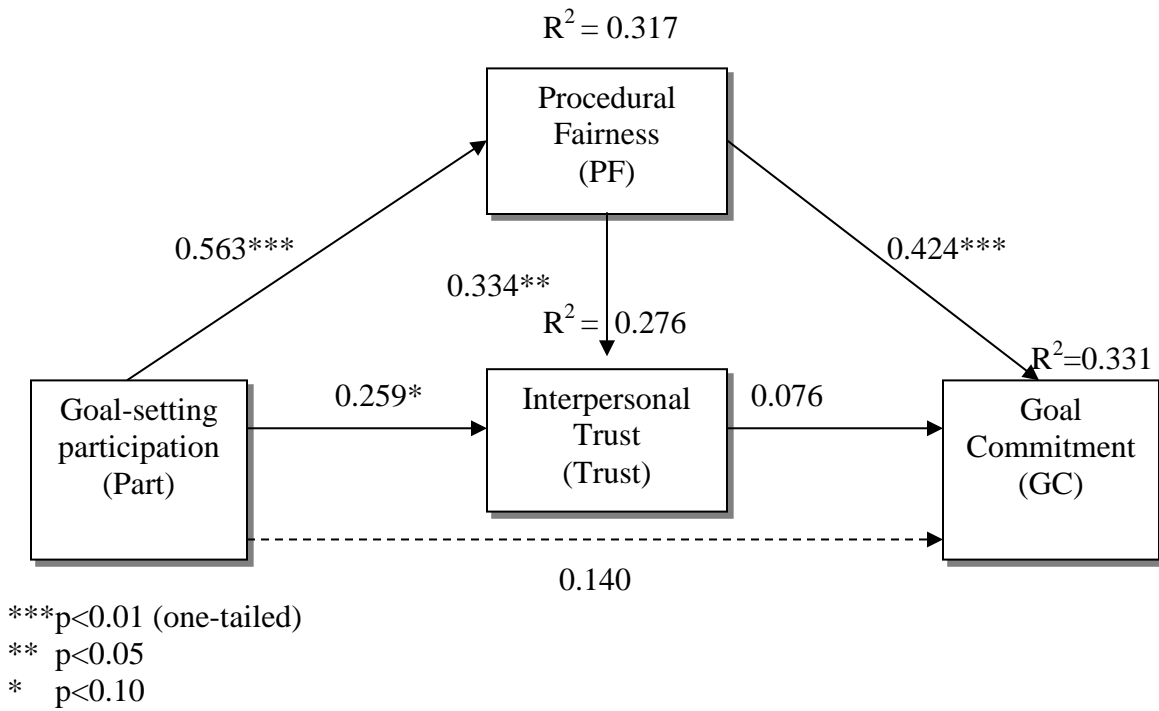 R² = 0.317
Procedural
Fairness
(PF)
0.563***
0.424***
0.334**
R² = 0.276
R²=0.331
Goal-setting
participation
(Part)
0.259*
Interpersonal
Trust
(Trust)
0.076
Goal
Commitment
(GC)
0.140
***p<0.01 (one-tailed)
** p<0.05
* p<0.10